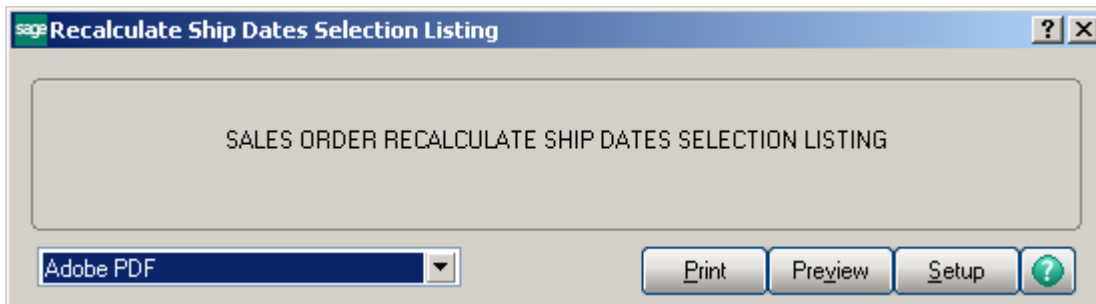 sage Recalculate Ship Dates Selection Listing
SALES ORDER RECALCULATE SHIP DATES SELECTION LISTING
Adobe PDF Print Preview Setup